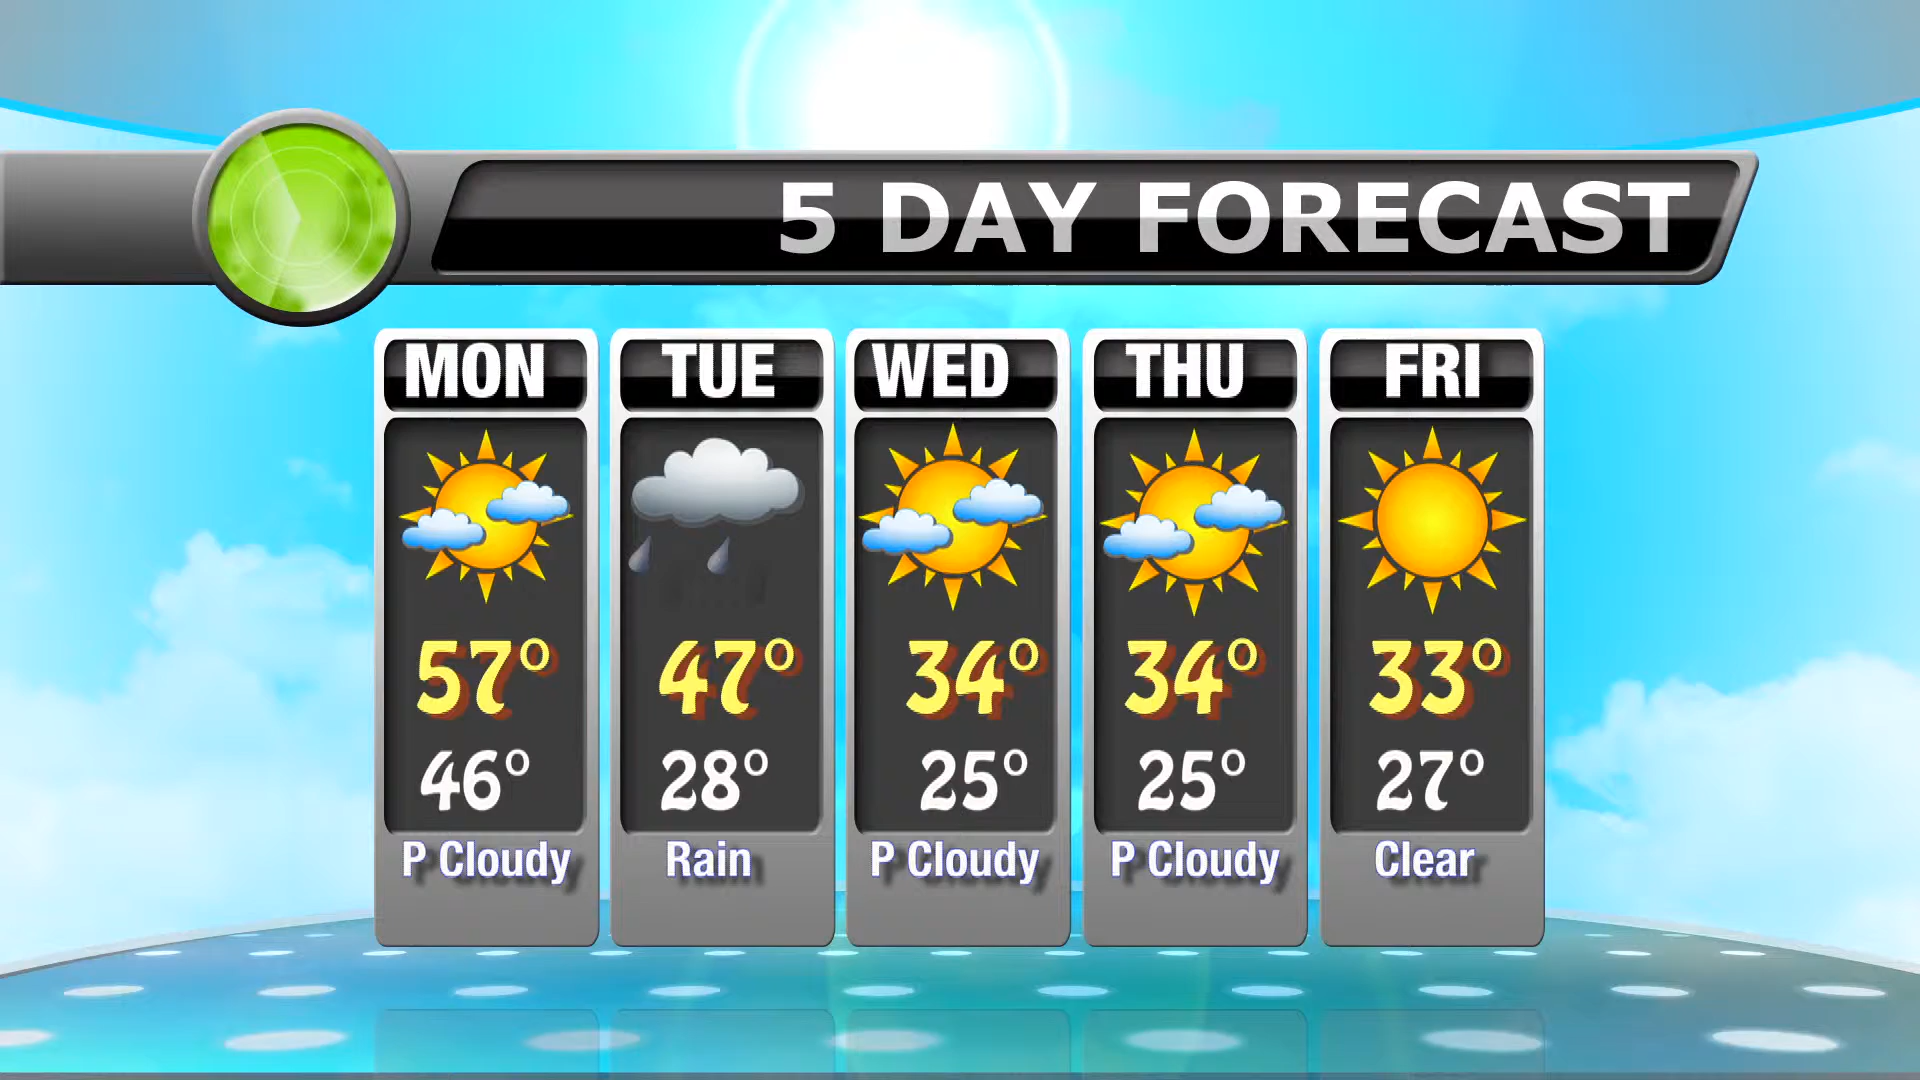 5 DAY FORECAST
MON
57°
46°
P Cloudy
TUE
47°
28°
Rain
WED
34°
25°
P Cloudy
THU
34°
25°
P Cloudy
FRI
33°
27°
Clear